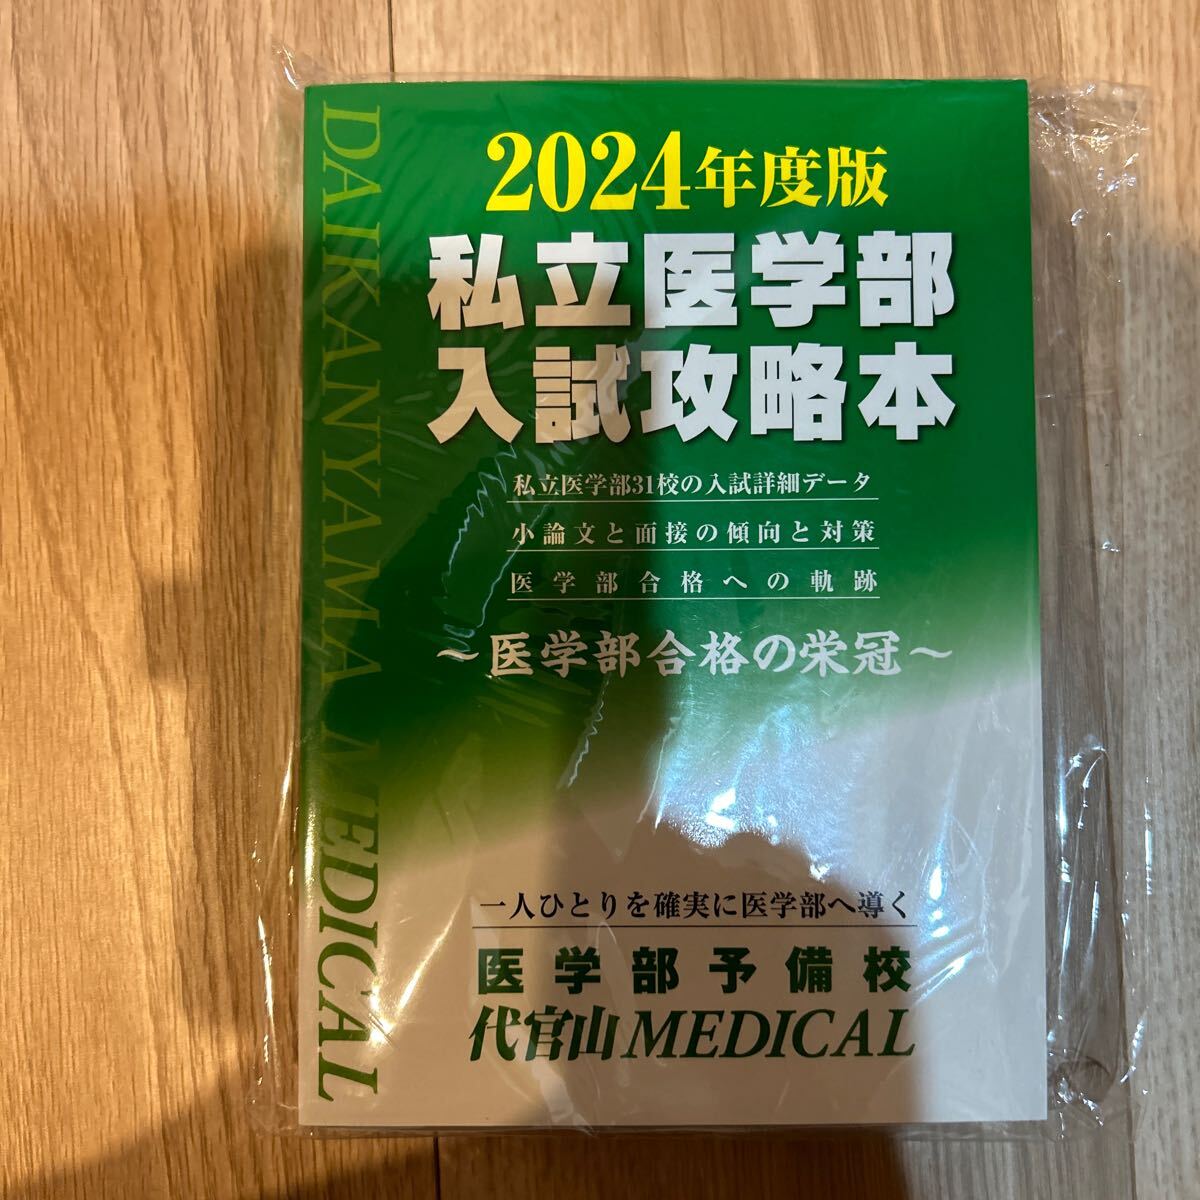 DAIKANYAMA MEDICAL
2024年度版
私立医学部
入試攻略本
私立医学部31校の入試詳細データ
小論文と面接の傾向と対策
医学部合格への軌跡
～医学部合格の栄冠～
一人ひとりを確実に医学部へ導く
医学部予備校
代官山MEDICAL